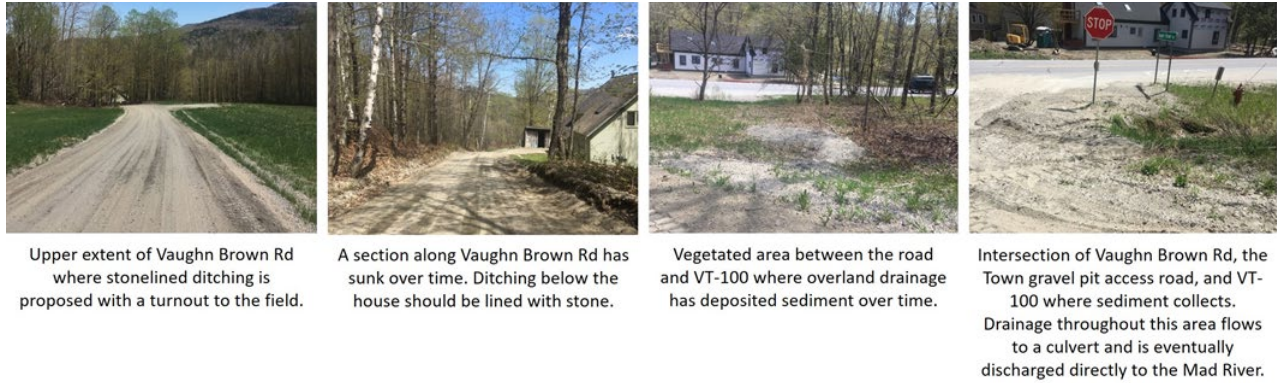 STOP
Upper extent of Vaughn Brown Rd
where stonelined ditching is
proposed with a turnout to the field.
A section along Vaughn Brown Rd has
sunk over time. Ditching below the
house should be lined with stone.
Vegetated area between the road
and VT-100 where overland drainage
has deposited sediment over time.
Intersection of Vaughn Brown Rd, the
Town gravel pit access road, and VT-
100 where sediment collects.
Drainage throughout this area flows
to a culvert and is eventually
discharged directly to the Mad River.